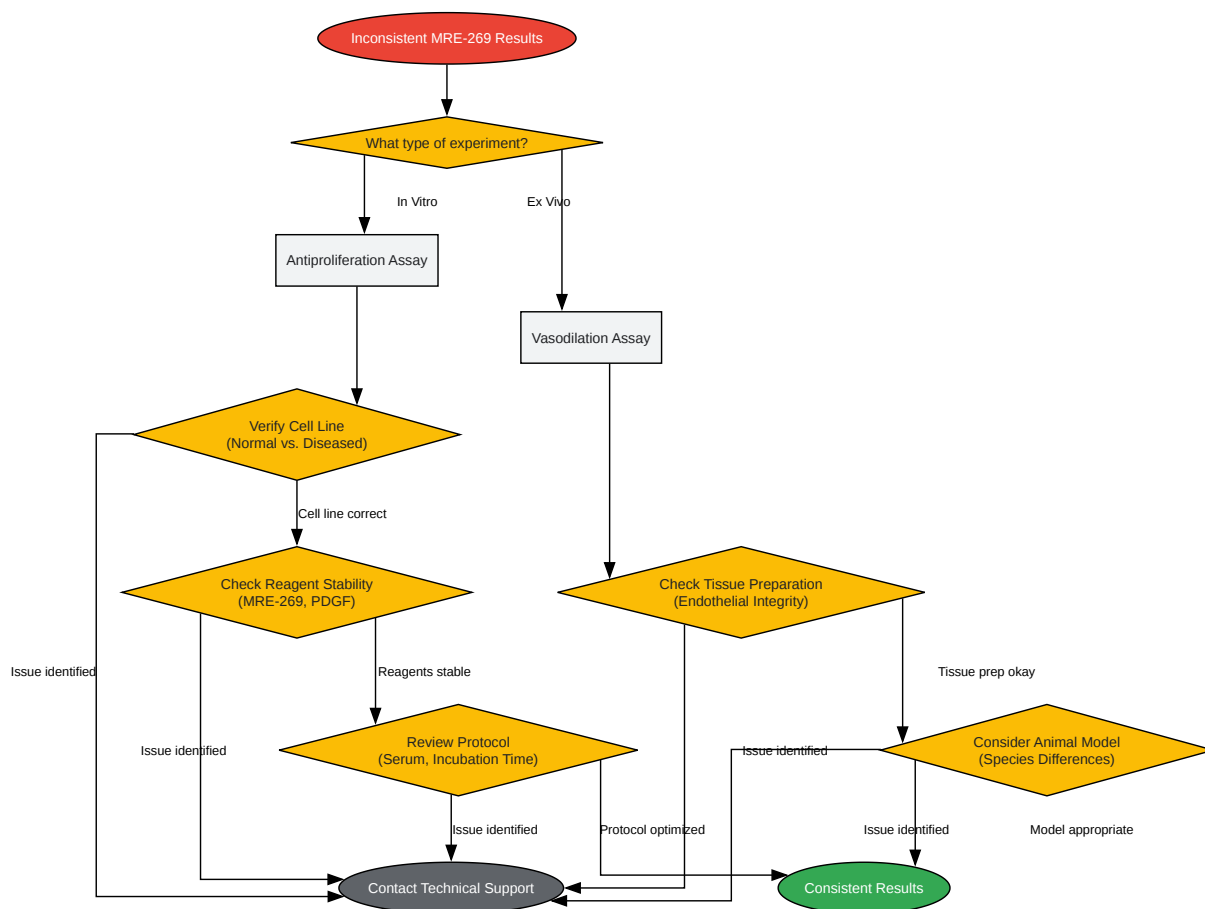 Inconsistent MRE-269 Results
What type of experiment?
In Vitro
Ex Vivo
Antiproliferation Assay
Vasodilation Assay
Verify Cell Line
(Normal vs. Diseased)
Cell line correct
Check Reagent Stability
(MRE-269, PDGF)
Check Tissue Preparation
(Endothelial Integrity)
Issue identified
Reagents stable
Tissue prep okay
Issue identified
Review Protocol
(Serum, Incubation Time)
Issue identified
Consider Animal Model
(Species Differences)
Issue identified
Protocol optimized
Issue identified
Model appropriate
Contact Technical Support
Consistent Results